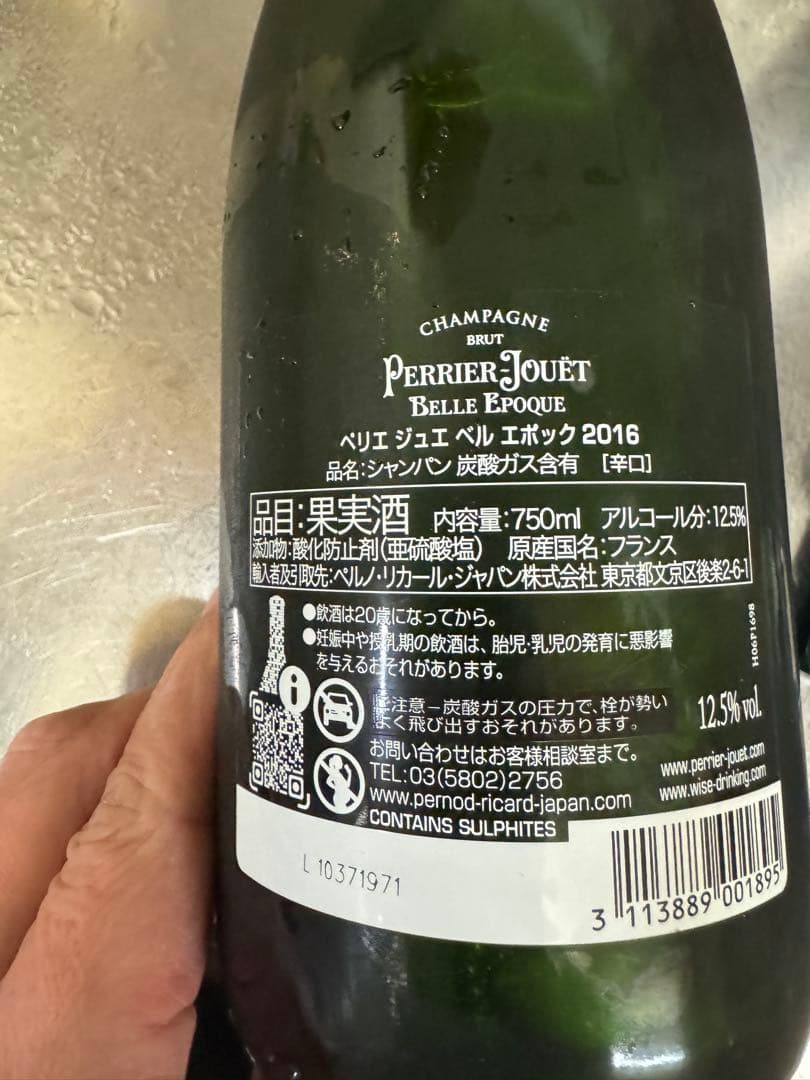 CHAMPAGNE
BRUT
PERRIER-JOUËT
BELLE EPOQUE
ペリエ ジュエ ベル エポック 2016
品名:シャンパン 炭酸ガス含有 [辛口]
品目:果実酒 内容量:750ml アルコール分:12.5%
添加物:酸化防止剤(亜硫酸塩) 原産国名:フランス
輸入者及引取先:ペルノ・リカール・ジャパン株式会社 東京都文京区後楽2-6-1
●飲酒は20歳になってから。
●妊娠中や授乳期の飲酒は、胎児・乳児の発育に悪影響
を与えるおそれがあります。
H06P1698
ご注意－炭酸ガスの圧力で、栓が勢い
よく飛び出すおそれがあります。
12.5% vol.
お問い合わせはお客様相談室まで。
TEL:03(5802)2756
www.pernod-ricard-japan.com
www.perrier-jouet.com
www.wise-drinking.com
CONTAINS SULPHITES
L 10371971
3 113889 001895